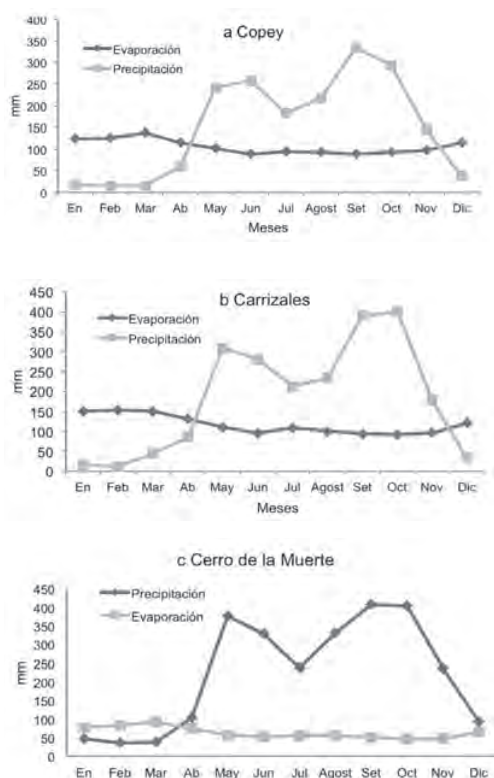 a Copey
Evaporación
Precipitación
mm
400
350
300
250
200
150
100
50
0
En Feb Mar Ab May Jun Jul Agost Set Oct Nov Dic
Meses
b Carrizales
Evaporación
Precipitación
mm
450
400
350
300
250
200
150
100
50
0
En Feb Mar Ab May Jun Jul Agost Set Oct Nov Dic
Meses
c Cerro de la Muerte
Precipitación
Evaporación
mm
450
400
350
300
250
200
150
100
50
0
En Feb Mar Ab May Jun Jul Agost Set Oct Nov Dic